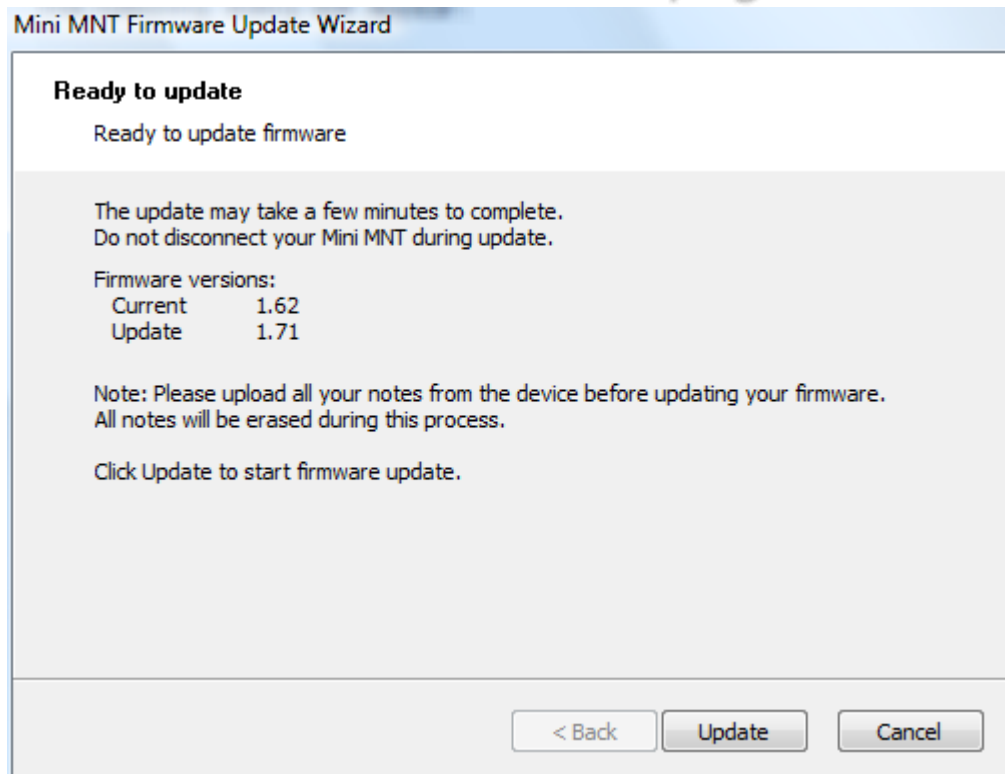 Mini MNT Firmware Update Wizard
Ready to update
Ready to update firmware
The update may take a few minutes to complete.
Do not disconnect your Mini MNT during update.
Firmware versions:
Current 1.62
Update 1.71
Note: Please upload all your notes from the device before updating your firmware.
All notes will be erased during this process.
Click Update to start firmware update.
< Back Update Cancel